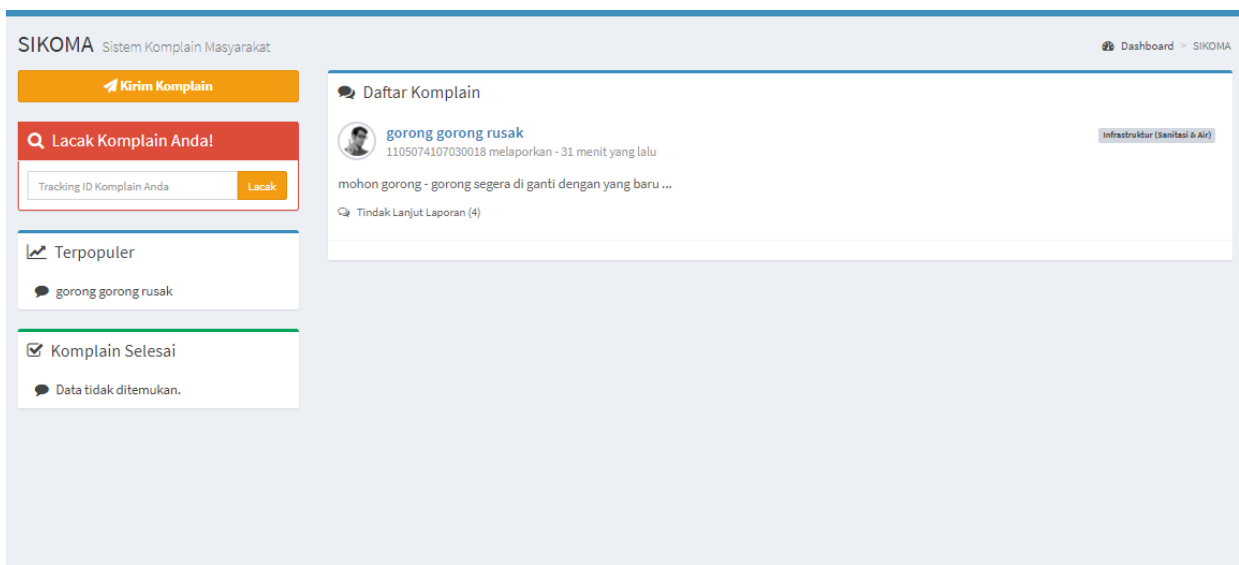 SIKOMA Sistem Komplain Masyarakat
Dashboard > SIKOMA
Kirim Komplain
Lacak Komplain Anda!
Tracking ID Komplain Anda
Lacak
Terpopuler
gorong gorong rusak
Komplain Selesai
Data tidak ditemukan.
Daftar Komplain
gorong gorong rusak
Infrastruktur (Sanitasi & Air)
1105074107030018 melaporkan - 31 menit yang lalu
mohon gorong - gorong segera di ganti dengan yang baru ...
Tindak Lanjut Laporan (4)